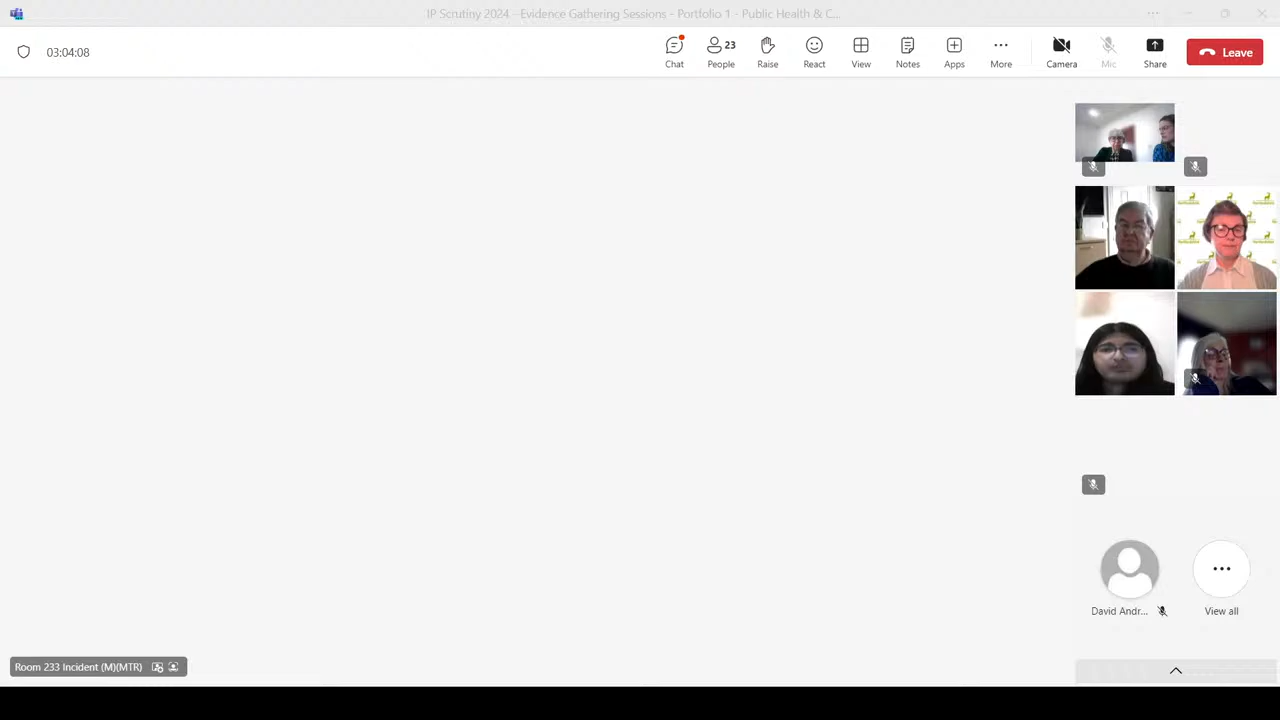 IP Scrutiny 2024 - Evidence Gathering Sessions - Portfolio 1 - Public Health & C...
03:04:08
Chat
23
People
Raise
React
View
Notes
Apps
More
Camera
Mic
Share
Leave
David Andr...
View all
Room 233 Incident (M)(MTR)